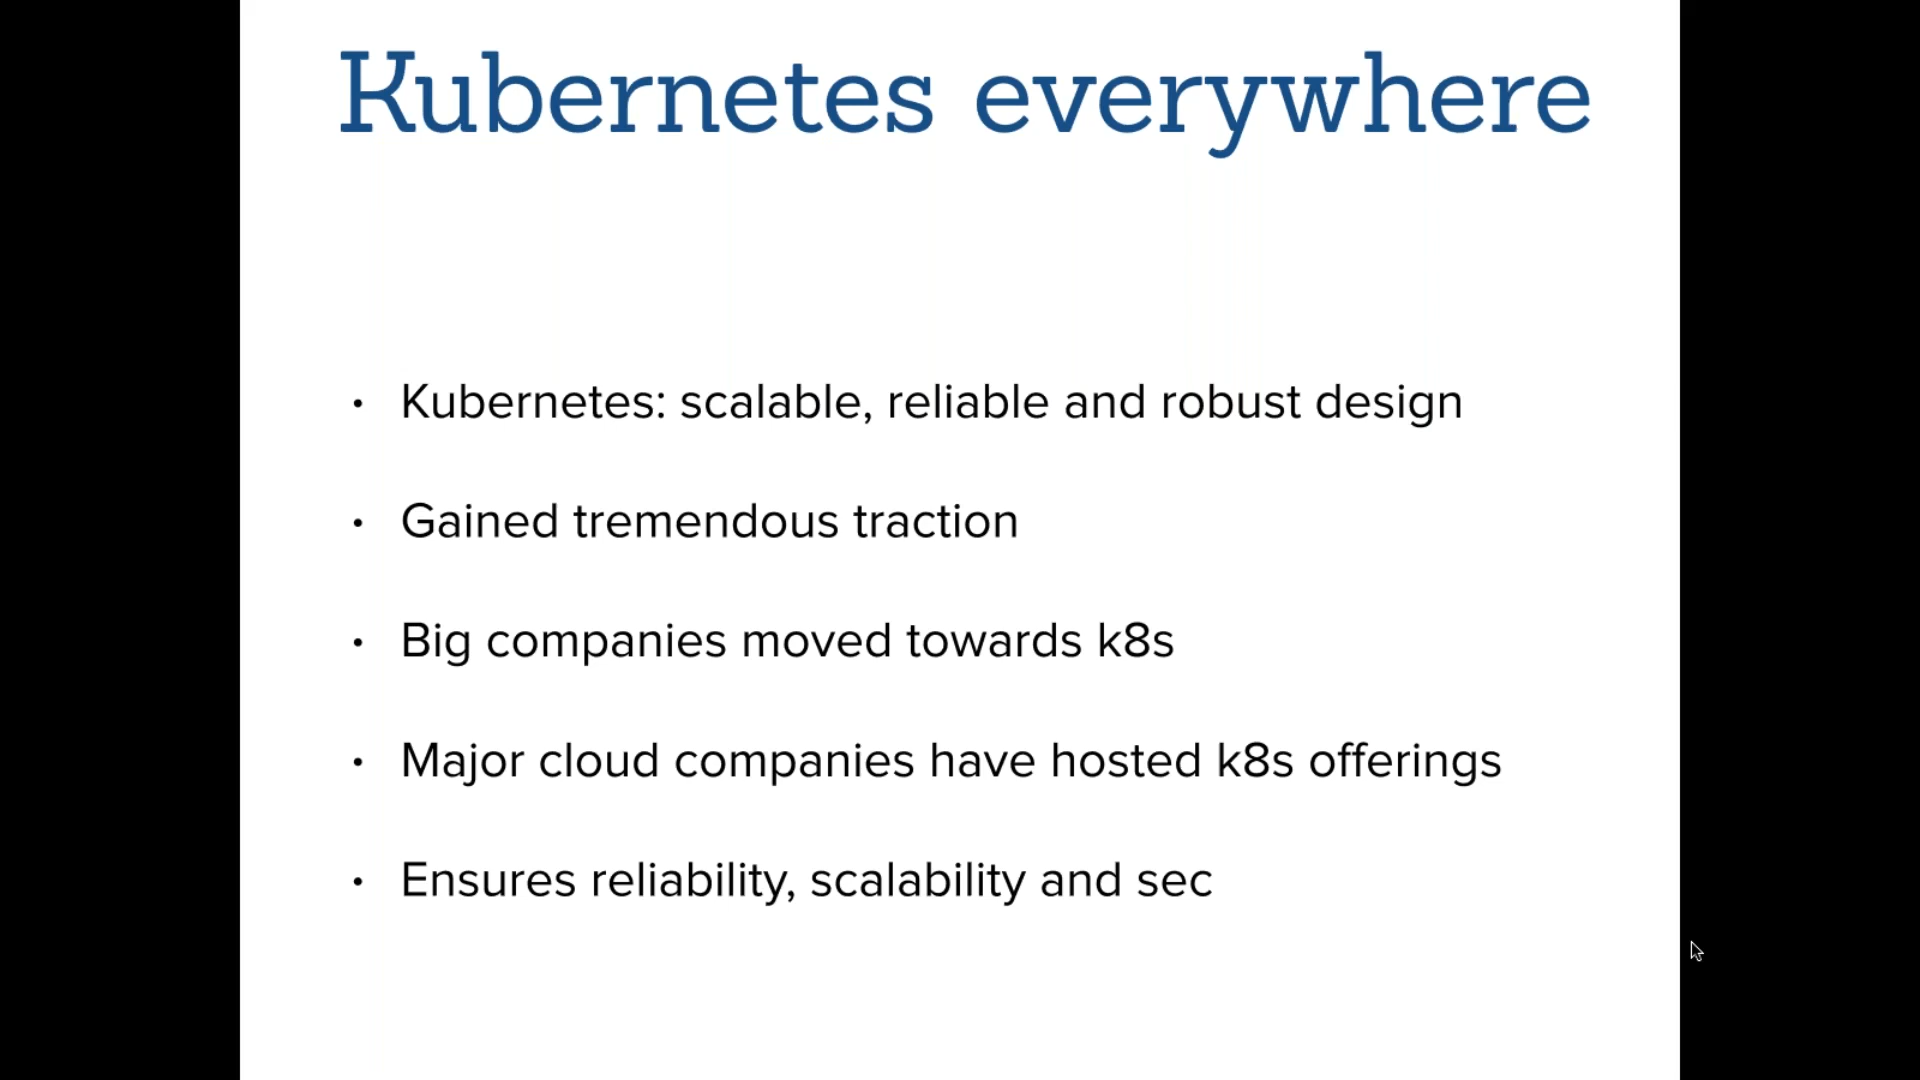 Kubernetes everywhere
• Kubernetes: scalable, reliable and robust design
• Gained tremendous traction
• Big companies moved towards k8s
• Major cloud companies have hosted k8s offerings
• Ensures reliability, scalability and sec